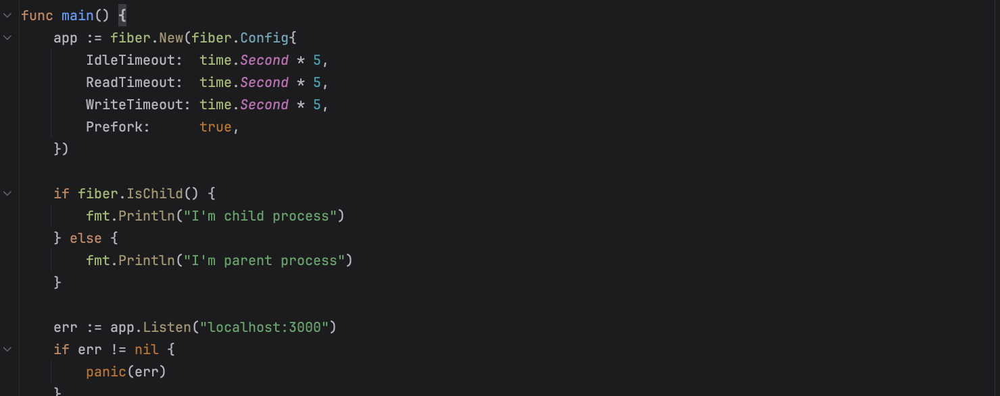 func main() {
    app := fiber.New(fiber.Config{
        IdleTimeout:  time.Second * 5,
        ReadTimeout:  time.Second * 5,
        WriteTimeout: time.Second * 5,
        Prefork:      true,
    })

    if fiber.IsChild() {
        fmt.Println("I'm child process")
    } else {
        fmt.Println("I'm parent process")
    }

    err := app.Listen("localhost:3000")
    if err != nil {
        panic(err)
    }